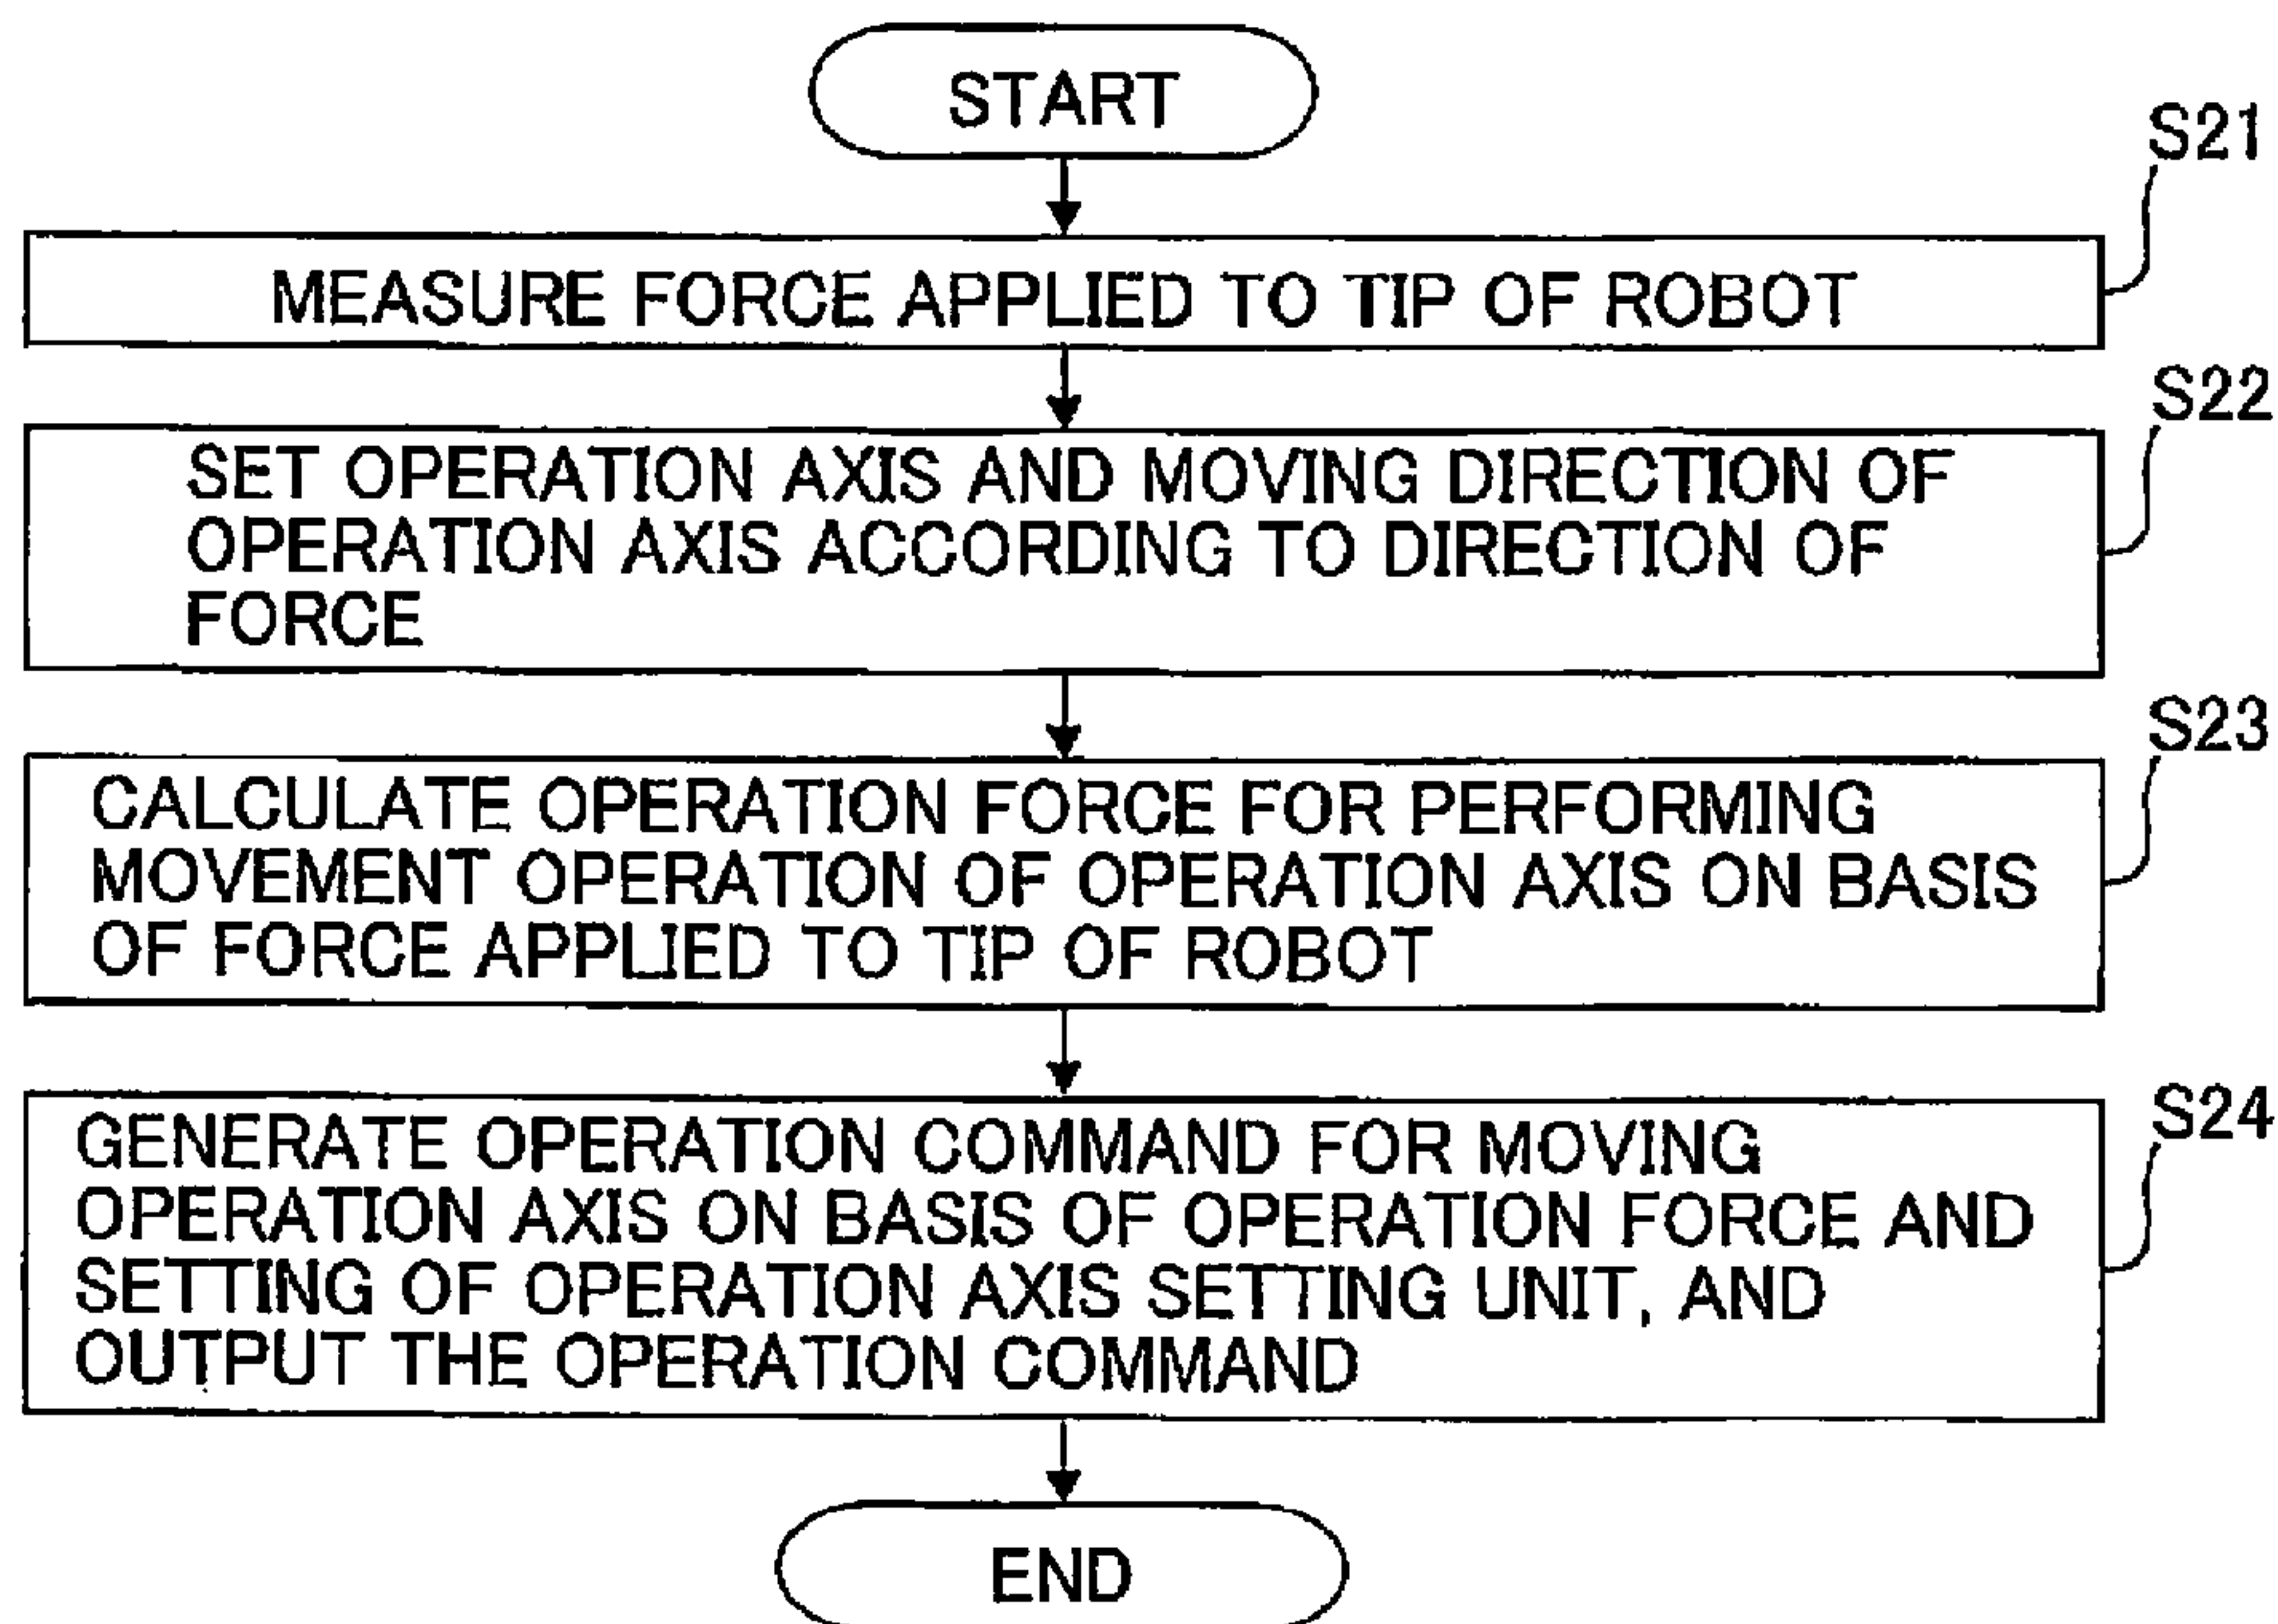 START
S21
MEASURE FORCE APPLIED TO TIP OF ROBOT
S22
SET OPERATION AXIS AND MOVING DIRECTION OF
OPERATION AXIS ACCORDING TO DIRECTION OF
FORCE
S23
CALCULATE OPERATION FORCE FOR PERFORMING
MOVEMENT OPERATION OF OPERATION AXIS ON BASIS
OF FORCE APPLIED TO TIP OF ROBOT
S24
GENERATE OPERATION COMMAND FOR MOVING
OPERATION AXIS ON BASIS OF OPERATION FORCE AND
SETTING OF OPERATION AXIS SETTING UNIT, AND
OUTPUT THE OPERATION COMMAND
END